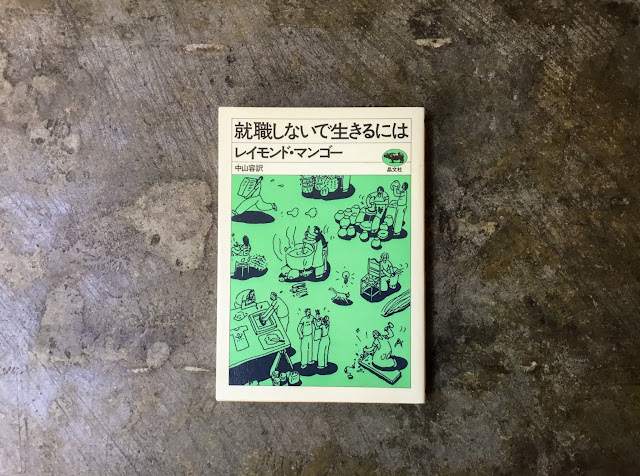 就職しないで生きるには
レイモンド・マンゴー
中山容訳
晶文社